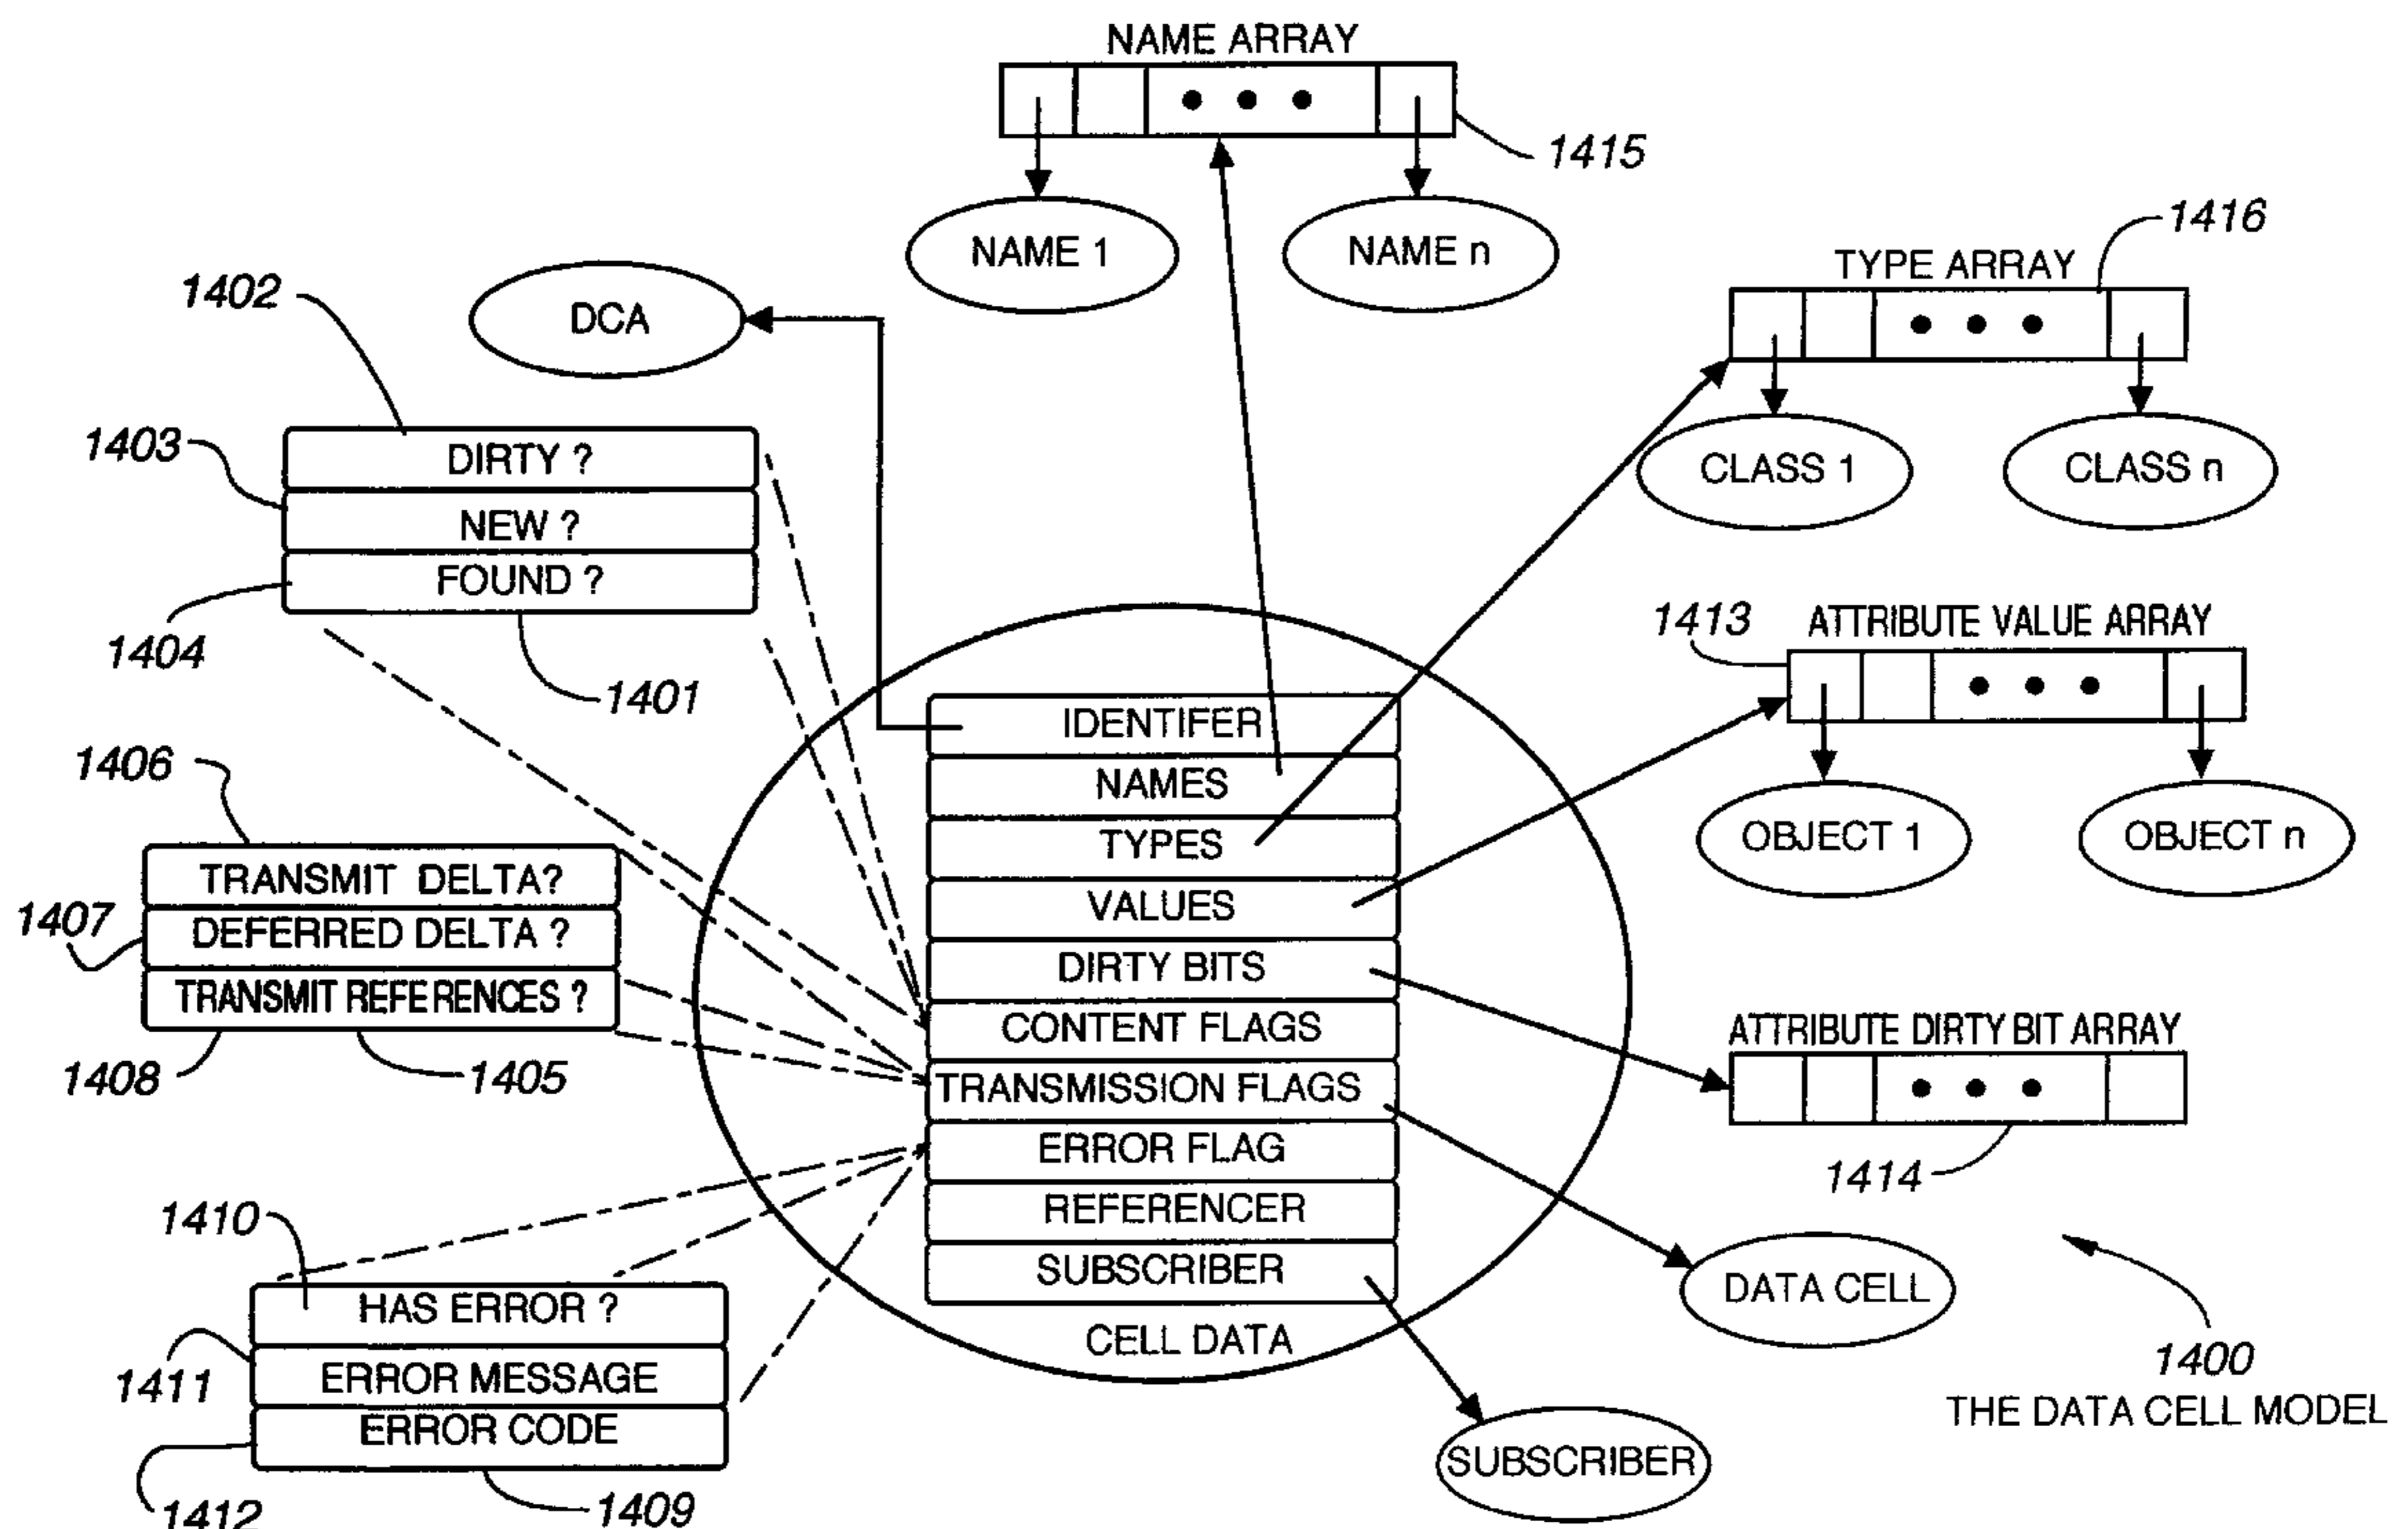 NAME ARRAY
1415
NAME 1
NAME n
1416
TYPE ARRAY
CLASS 1
CLASS n
1402
DCA
1403
DIRTY ?
NEW ?
FOUND ?
1404
1401
1413
ATTRIBUTE VALUE ARRAY
OBJECT 1
OBJECT n
IDENTIFER
NAMES
TYPES
VALUES
DIRTY BITS
CONTENT FLAGS
TRANSMISSION FLAGS
ERROR FLAG
REFERENCER
SUBSCRIBER
CELL DATA
1406
TRANSMIT DELTA?
1407
DEFERRED DELTA ?
TRANSMIT REFERENCES ?
1408
1405
ATTRIBUTE DIRTY BIT ARRAY
1414
1410
HAS ERROR ?
1411
ERROR MESSAGE
ERROR CODE
1412
1409
DATA CELL
SUBSCRIBER
1400
THE DATA CELL MODEL